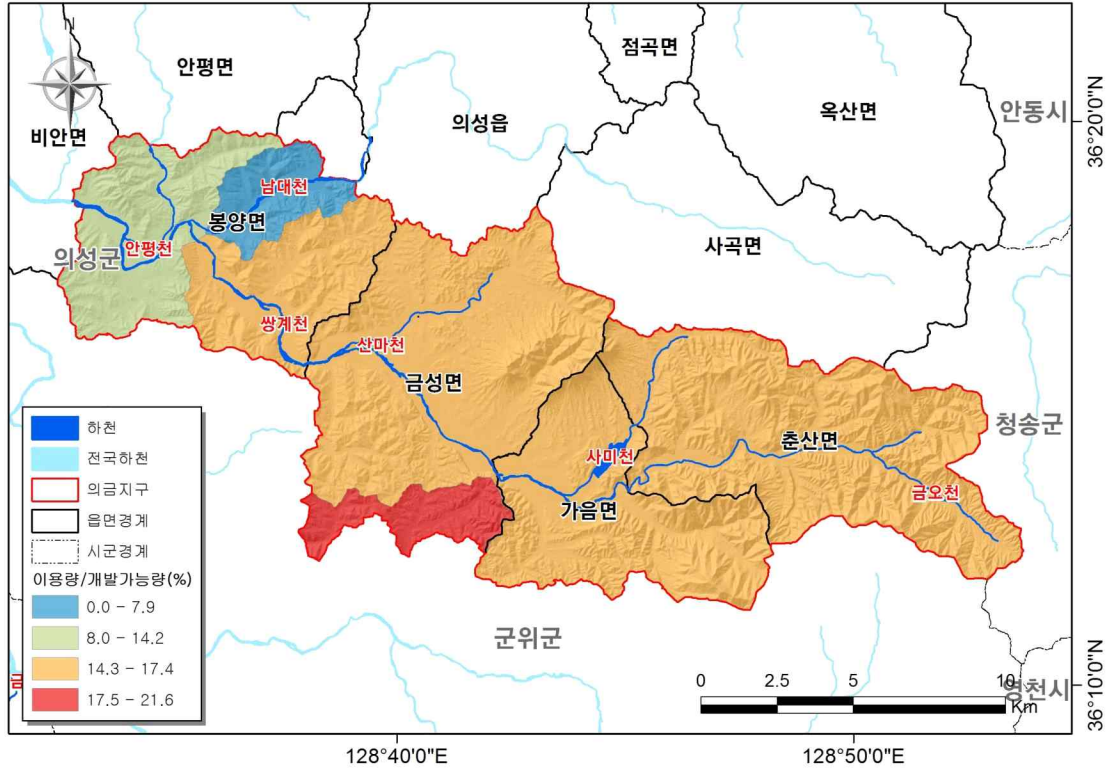 N
안평면
점곡면
비안면
의성읍
옥산면
안동시
36°20'0"N
남대천
봉양면
안평천
의성군
사곡면
쌍계천
산마천
금성면
청송군
춘산면
사미천
금오천
가음면
군위군
영천시
하천
전국하천
의금지구
읍면경계
시군경계
이용량/개발가능량(%)
0.0 - 7.9
8.0 - 14.2
14.3 - 17.4
17.5 - 21.6
금
0 2.5 5 10
Km
36°10'0"N
128°40'0"E
128°50'0"E